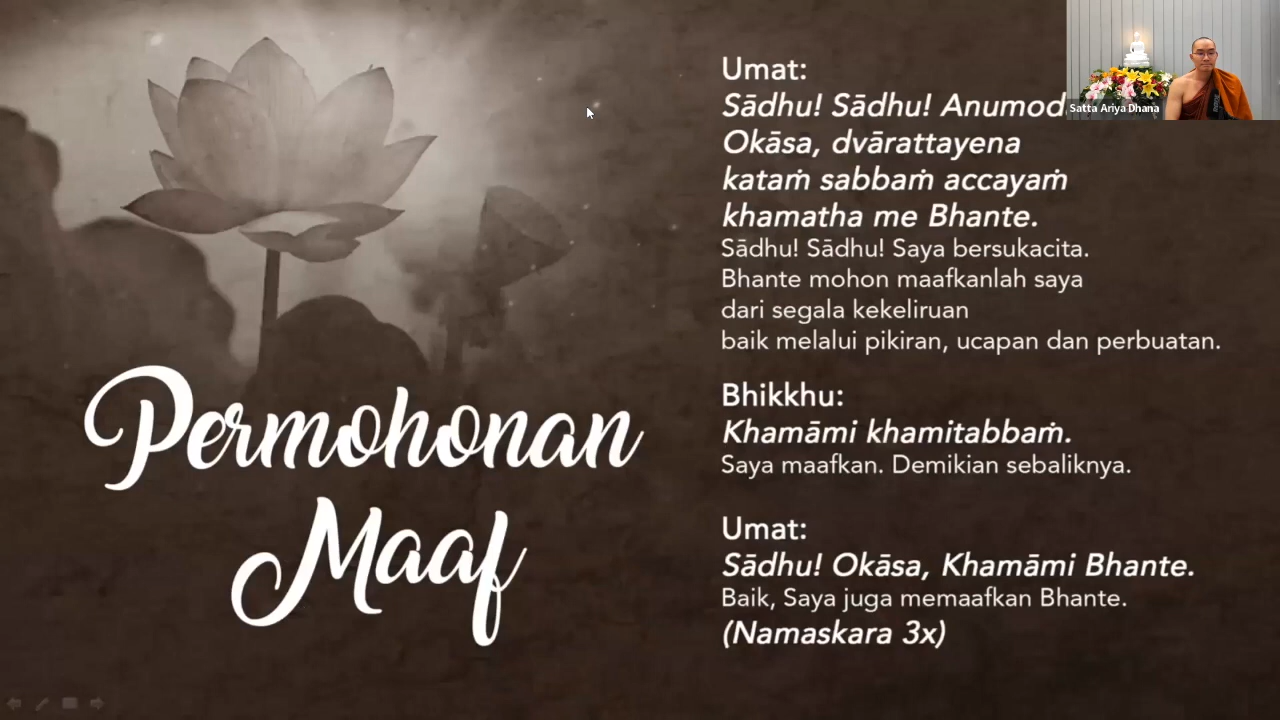 Permohonan
Maaf
Umat:
Sādhu! Sādhu!
Okāsa, dvārattayena
kataṁ sabbaṁ accayaṁ
khamatha me Bhante.
Sādhu! Sādhu! Saya bersukacita.
Bhante mohon maafkanlah saya
dari segala kekeliruan
baik melalui pikiran, ucapan dan perbuatan.
Bhikkhu:
Khamāmi khamitabbaṁ.
Saya maafkan. Demikian sebaliknya.
Umat:
Sādhu! Okāsa, Khamāmi Bhante.
Baik, Saya juga memaafkan Bhante.
(Namaskara 3x)
Satta Ariya Dhana